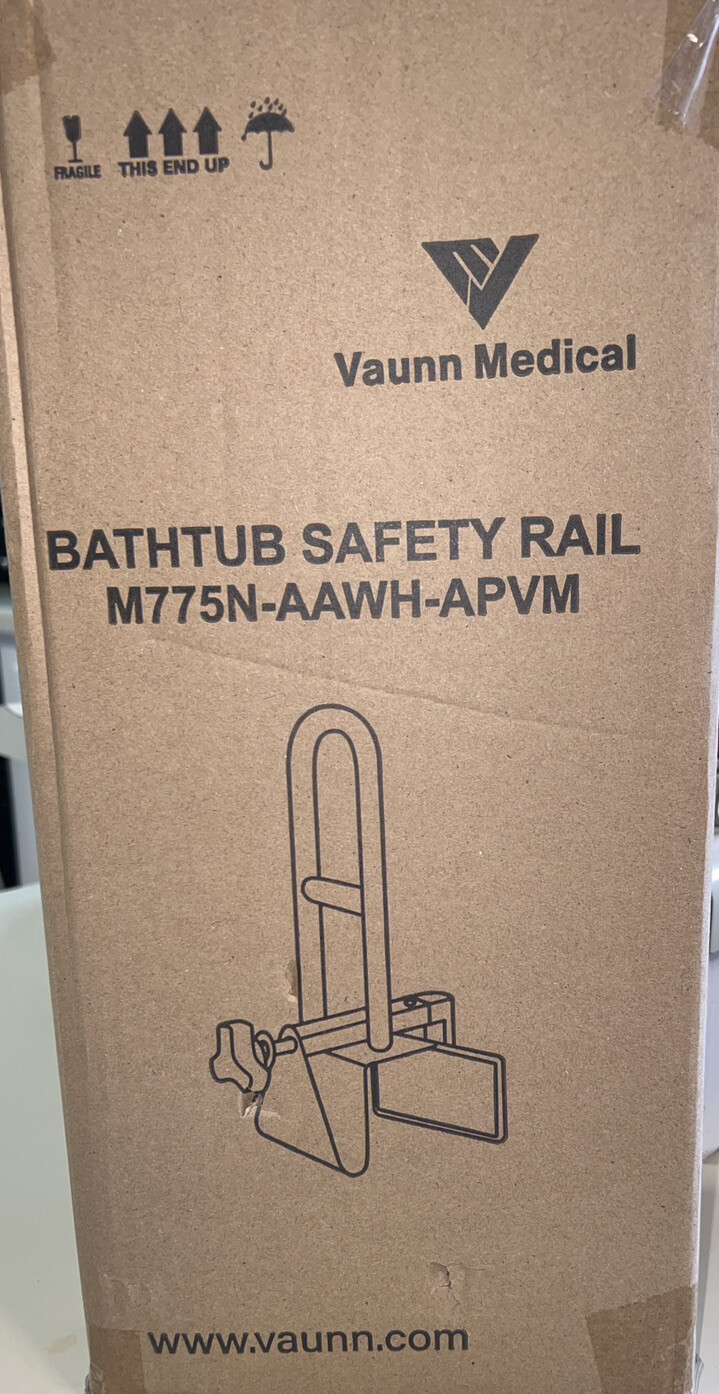 FRAGILE
THIS END UP
Vaunn Medical
BATHTUB SAFETY RAIL
M775N-AAWH-APVM
www.vaunn.com